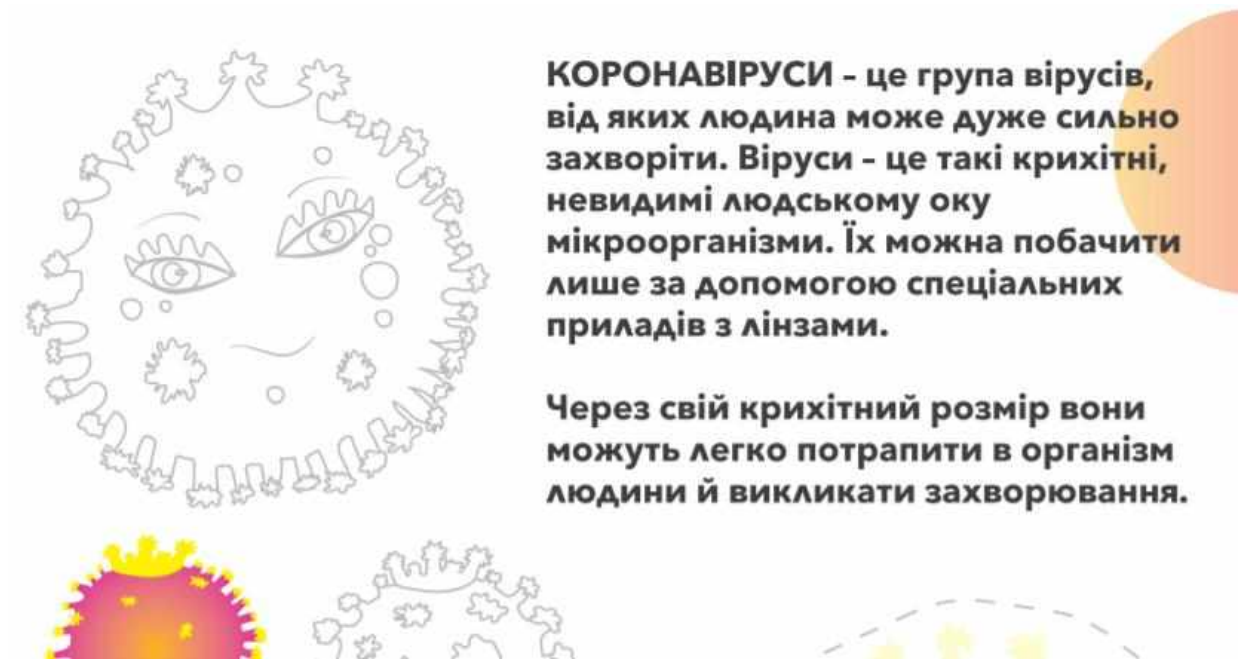 КОРОНАВІРУСИ – це група вірусів,
від яких людина може дуже сильно
захворіти. Віруси – це такі крихітні,
невидимі людському оку
мікроорганізми. Їх можна побачити
лише за допомогою спеціальних
приладів з лінзами.
Через свій крихітний розмір вони
можуть легко потрапити в організм
людини й викликати захворювання.